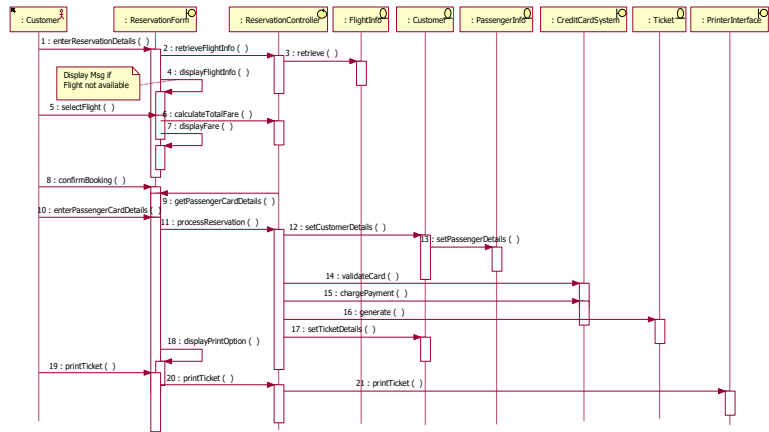 : Customer
: ReservationForm
: ReservationController
: FlightInfo
: Customer
: PassengerInfo
: CreditCardSystem
: Ticket
: PrinterInterface
1 : enterReservationDetails ( )
2 : retrieveFlightInfo ( )
3 : retrieve ( )
4 : displayFlightInfo ( )
Display Msg if
Flight not available
5 : selectFlight ( )
6 : calculateTotalFare ( )
7 : displayFare ( )
8 : confirmBooking ( )
9 : getPassengerCardDetails ( )
10 : enterPassengerCardDetails ( )
11 : processReservation ( )
12 : setCustomerDetails ( )
13 : setPassengerDetails ( )
14 : validateCard ( )
15 : chargePayment ( )
16 : generate ( )
17 : setTicketDetails ( )
18 : displayPrintOption ( )
19 : printTicket ( )
20 : printTicket ( )
21 : printTicket ( )